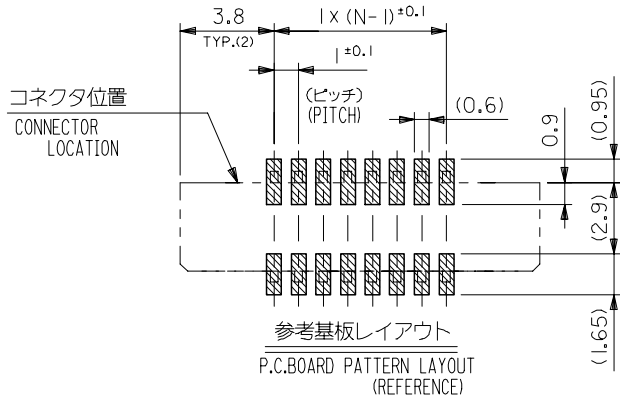 3.8
TYP.(2)
1×(N-1)±0.1
1±0.1
(ピッチ)
(PITCH)
(0.6)
0.9
(0.95)
(2.9)
(1.65)
コネクタ位置
CONNECTOR
LOCATION
参考基板レイアウト
P.C.BOARD PATTERN LAYOUT
(REFERENCE)